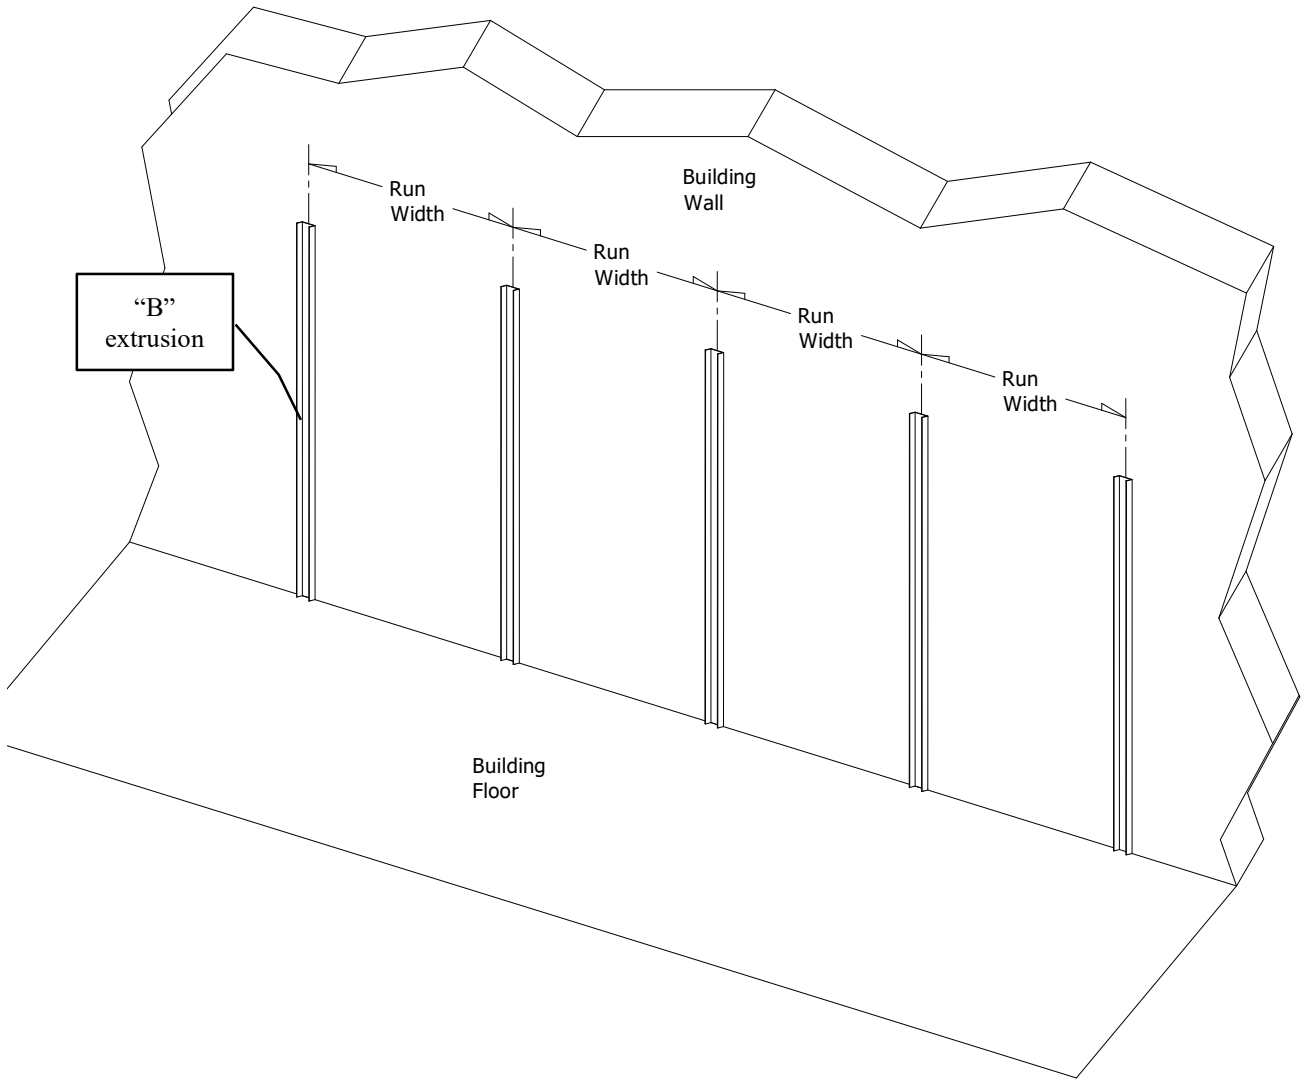 Building
Wall
Run
Width
Run
Width
Run
Width
Run
Width
“B”
extrusion
Building
Floor